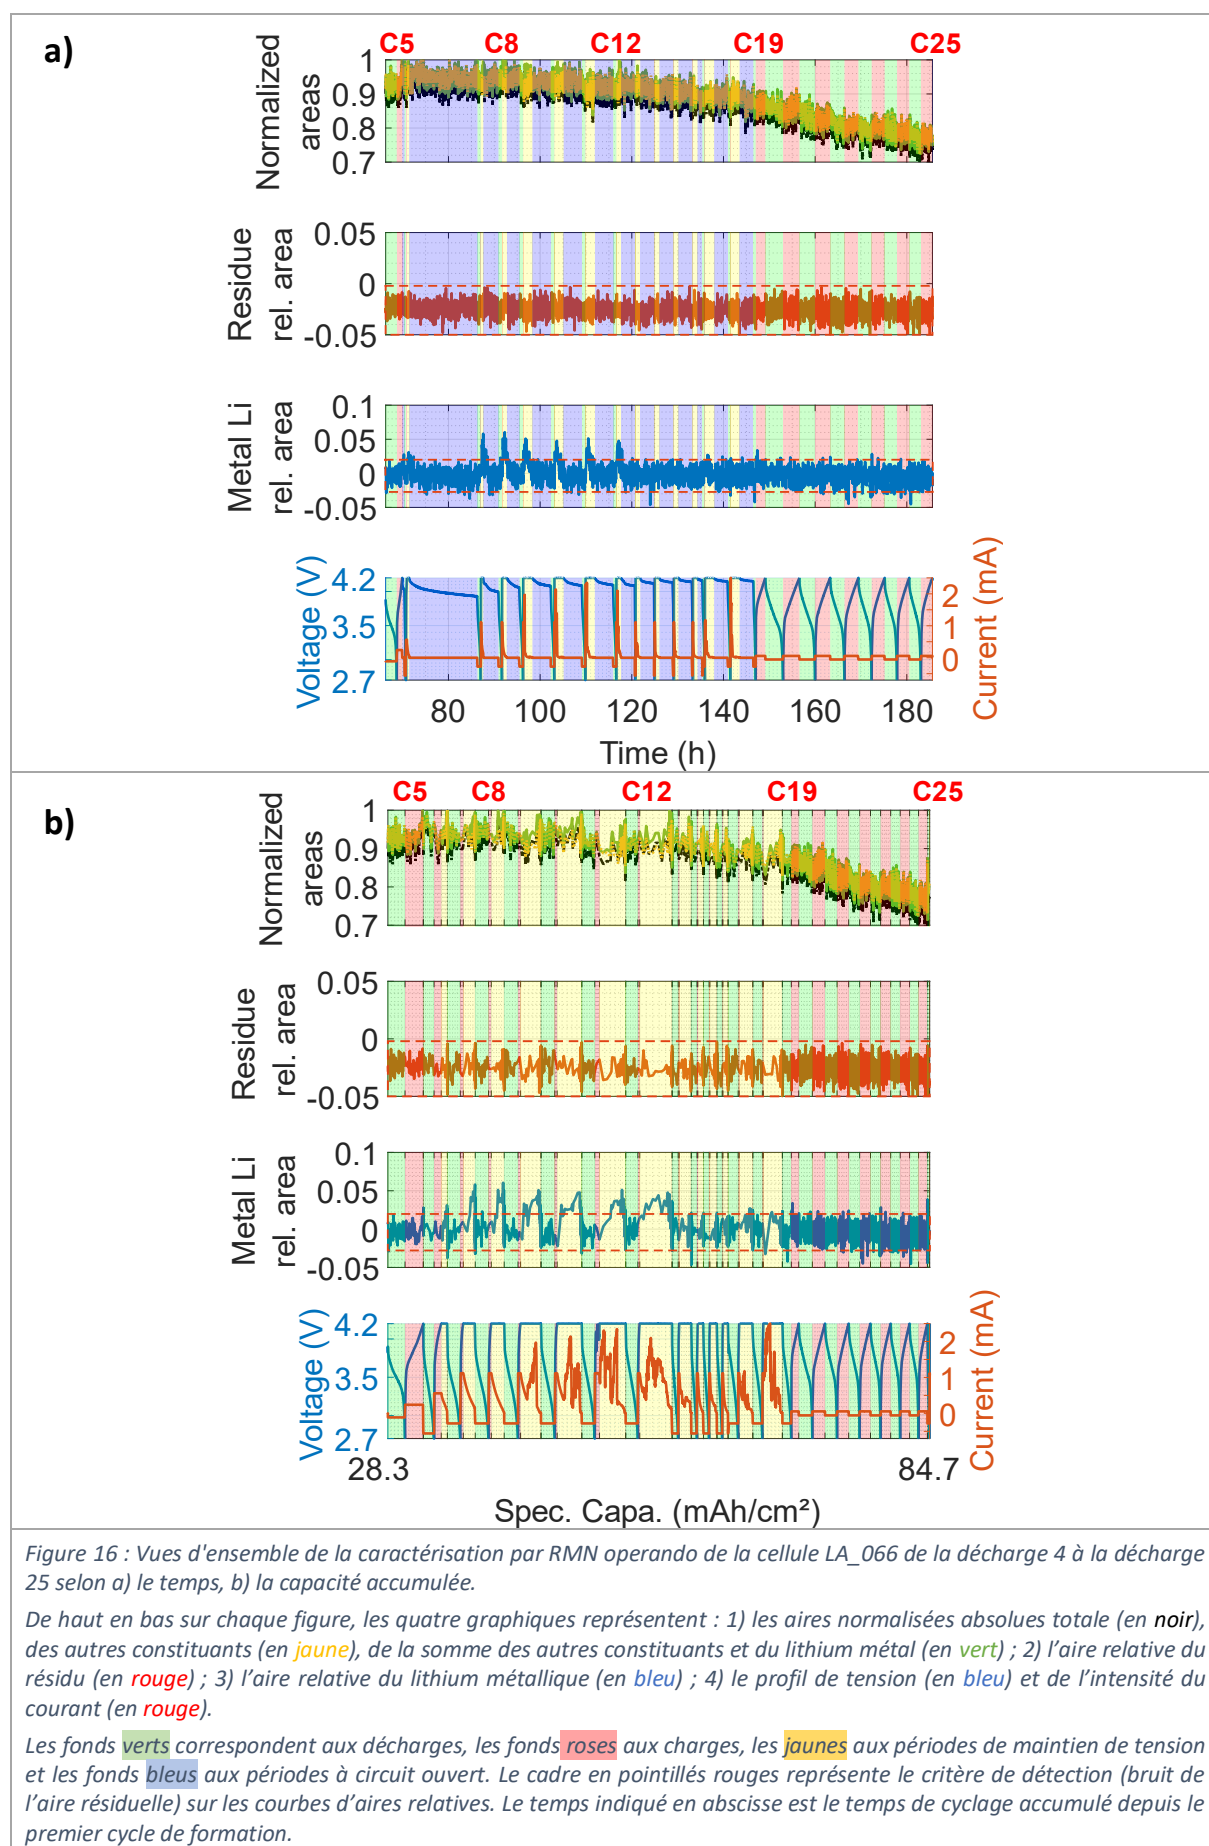 a)
C5 C8 C12 C19 C25
Normalized
areas
1
0.9
0.8
0.7
Residue
rel. area
0.05
0
-0.05
Metal Li
rel. area
0.1
0.05
0
-0.05
Voltage (V)
4.2
3.5
2.7
Current (mA)
2
1
0
80 100 120 140 160 180
Time (h)
b)
C5 C8 C12 C19 C25
Normalized
areas
1
0.9
0.8
0.7
Residue
rel. area
0.05
0
-0.05
Metal Li
rel. area
0.1
0.05
0
-0.05
Voltage (V)
4.2
3.5
2.7
Current (mA)
2
1
0
28.3 84.7
Spec. Capa. (mAh/cm²)
Figure 16 : Vues d'ensemble de la caractérisation par RMN operando de la cellule LA_066 de la décharge 4 à la décharge
25 selon a) le temps, b) la capacité accumulée.
De haut en bas sur chaque figure, les quatre graphiques représentent : 1) les aires normalisées absolues totale (en noir),
des autres constituants (en jaune), de la somme des autres constituants et du lithium métal (en vert) ; 2) l’aire relative du
résidu (en rouge) ; 3) l’aire relative du lithium métallique (en bleu) ; 4) le profil de tension (en bleu) et de l’intensité du
courant (en rouge).
Les fonds verts correspondent aux décharges, les fonds roses aux charges, les jaunes aux périodes de maintien de tension
et les fonds bleus aux périodes à circuit ouvert. Le cadre en pointillés rouges représente le critère de détection (bruit de
l’aire résiduelle) sur les courbes d’aires relatives. Le temps indiqué en abscisse est le temps de cyclage accumulé depuis le
premier cycle de formation.